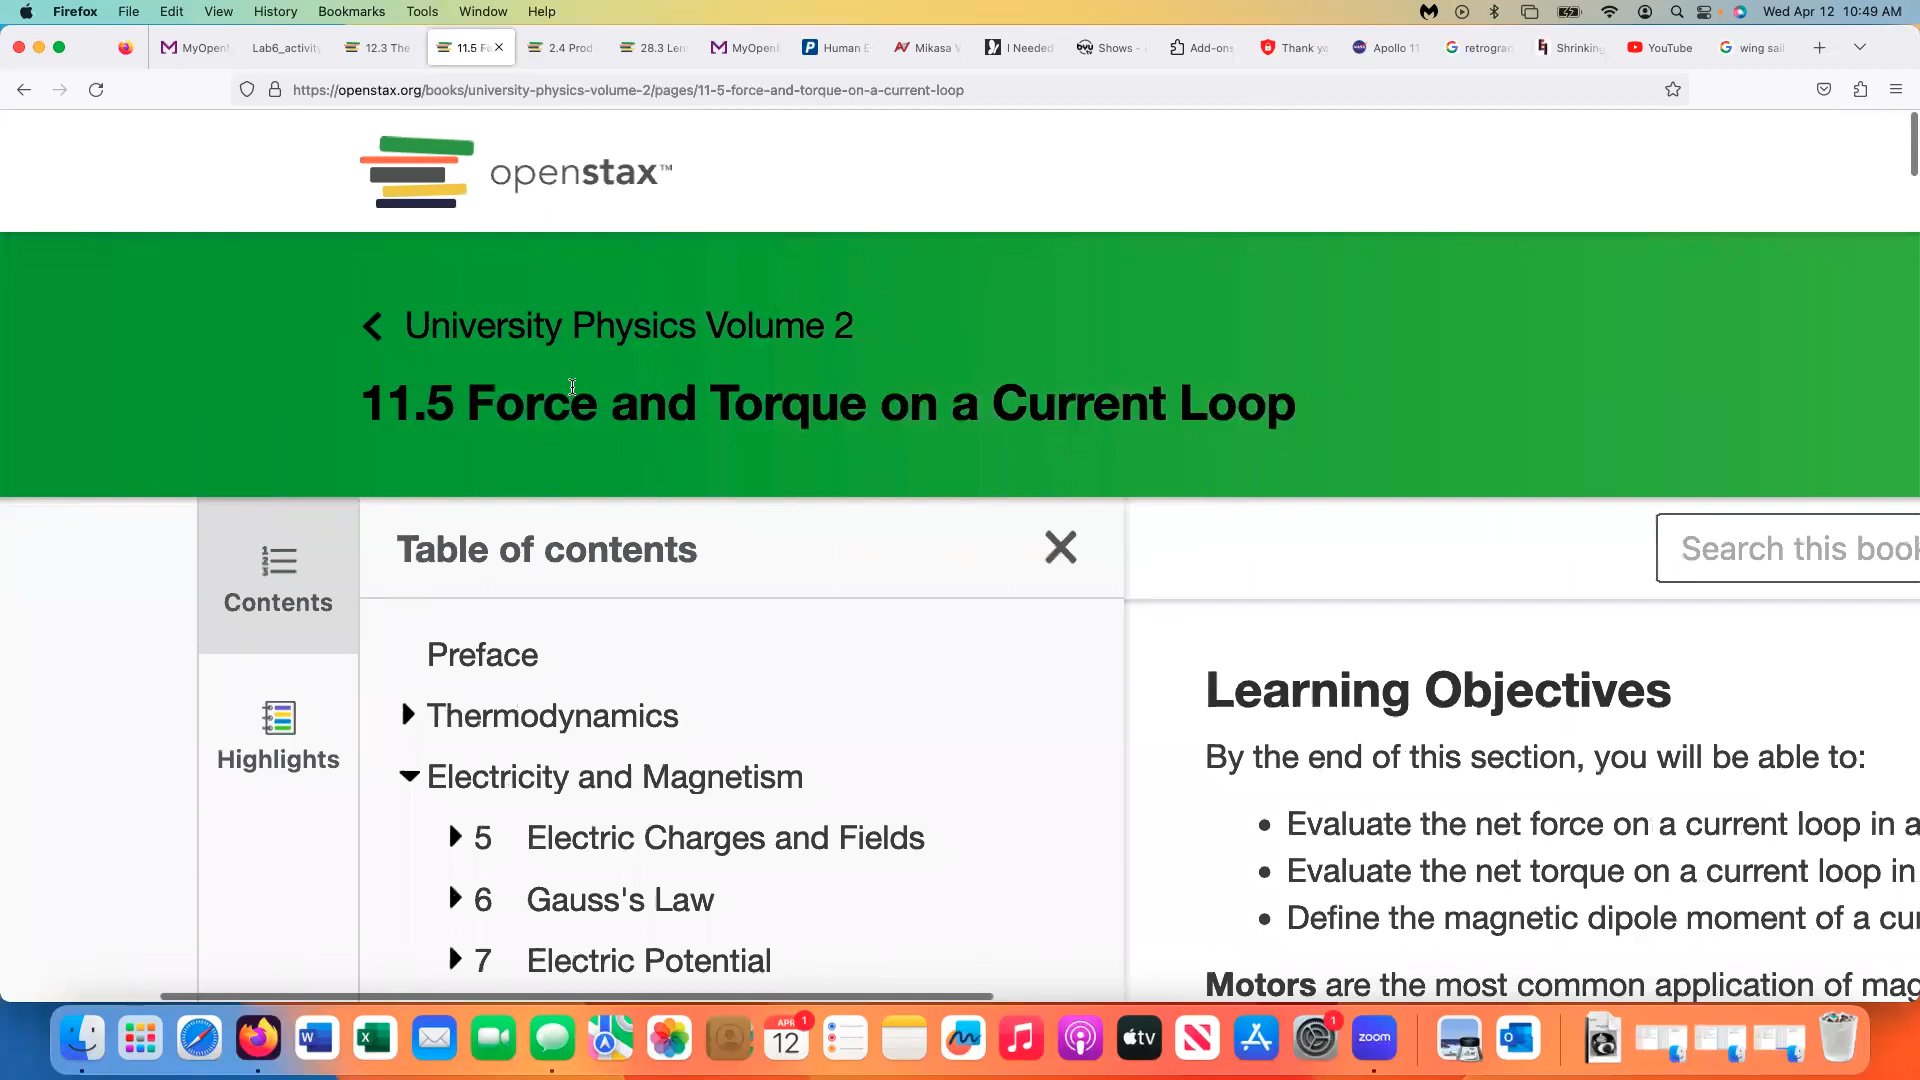 Firefox File Edit View History Bookmarks Tools Window Help Wed Apr 12 10:49 AM
MyOpen Lab6_activity 12.3 The 11.5 F 2.4 Prod 28.3 Len MyOpen Human E Mikasa I Needed Shows - Add-ons Thank yo Apollo 11 retrograd Shrinking YouTube wing sail
https://openstax.org/books/university-physics-volume-2/pages/11-5-force-and-torque-on-a-current-loop
openstax™
University Physics Volume 2
11.5 Force and Torque on a Current Loop
Table of contents
Search this book
Contents
Preface
Learning Objectives
Thermodynamics
Highlights
By the end of this section, you will be able to:
Electricity and Magnetism
• Evaluate the net force on a current loop in a
5 Electric Charges and Fields
• Evaluate the net torque on a current loop in
6 Gauss's Law
• Define the magnetic dipole moment of a cu
7 Electric Potential
Motors are the most common application of mag
APR 12 1
tv
1
zoom